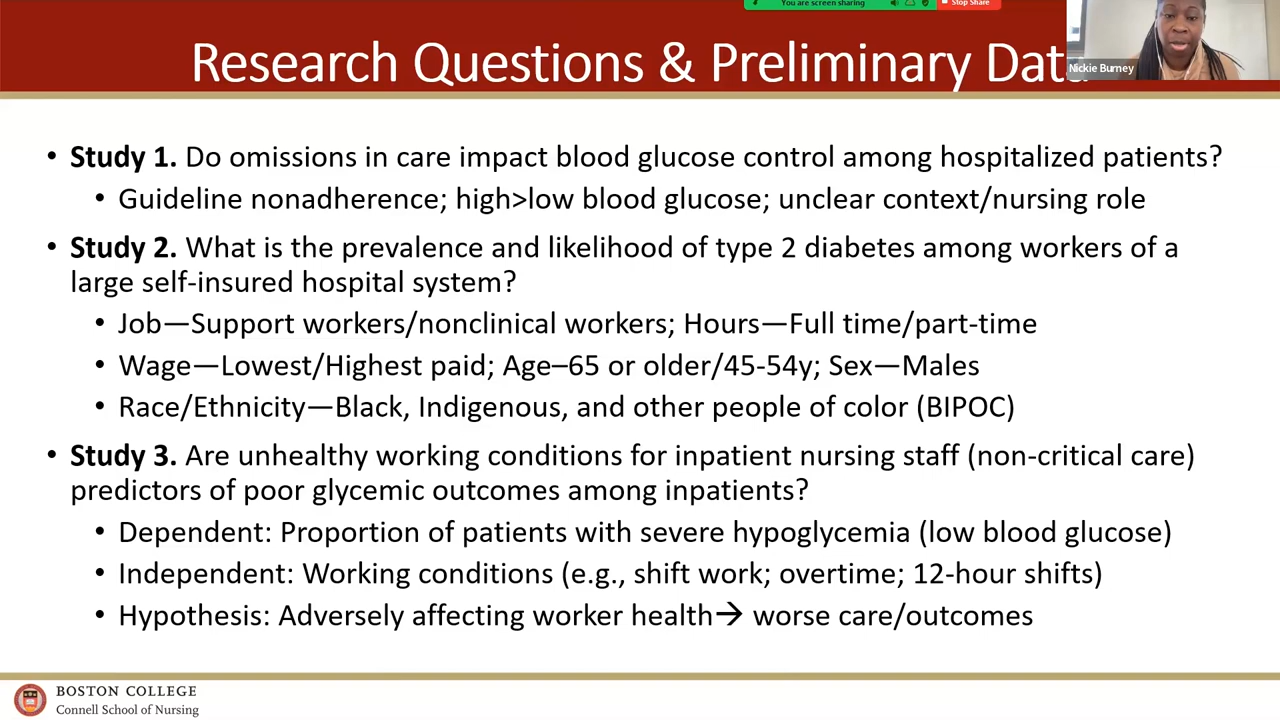 You are screen sharing
Stop Share
Research Questions & Preliminary Data
Nickie Burney
• Study 1. Do omissions in care impact blood glucose control among hospitalized patients?
• Guideline nonadherence; high>low blood glucose; unclear context/nursing role
• Study 2. What is the prevalence and likelihood of type 2 diabetes among workers of a
large self-insured hospital system?
• Job—Support workers/nonclinical workers; Hours—Full time/part-time
• Wage—Lowest/Highest paid; Age–65 or older/45-54y; Sex—Males
• Race/Ethnicity—Black, Indigenous, and other people of color (BIPOC)
• Study 3. Are unhealthy working conditions for inpatient nursing staff (non-critical care)
predictors of poor glycemic outcomes among inpatients?
• Dependent: Proportion of patients with severe hypoglycemia (low blood glucose)
• Independent: Working conditions (e.g., shift work; overtime; 12-hour shifts)
• Hypothesis: Adversely affecting worker health→ worse care/outcomes
BOSTON COLLEGE
Connell School of Nursing